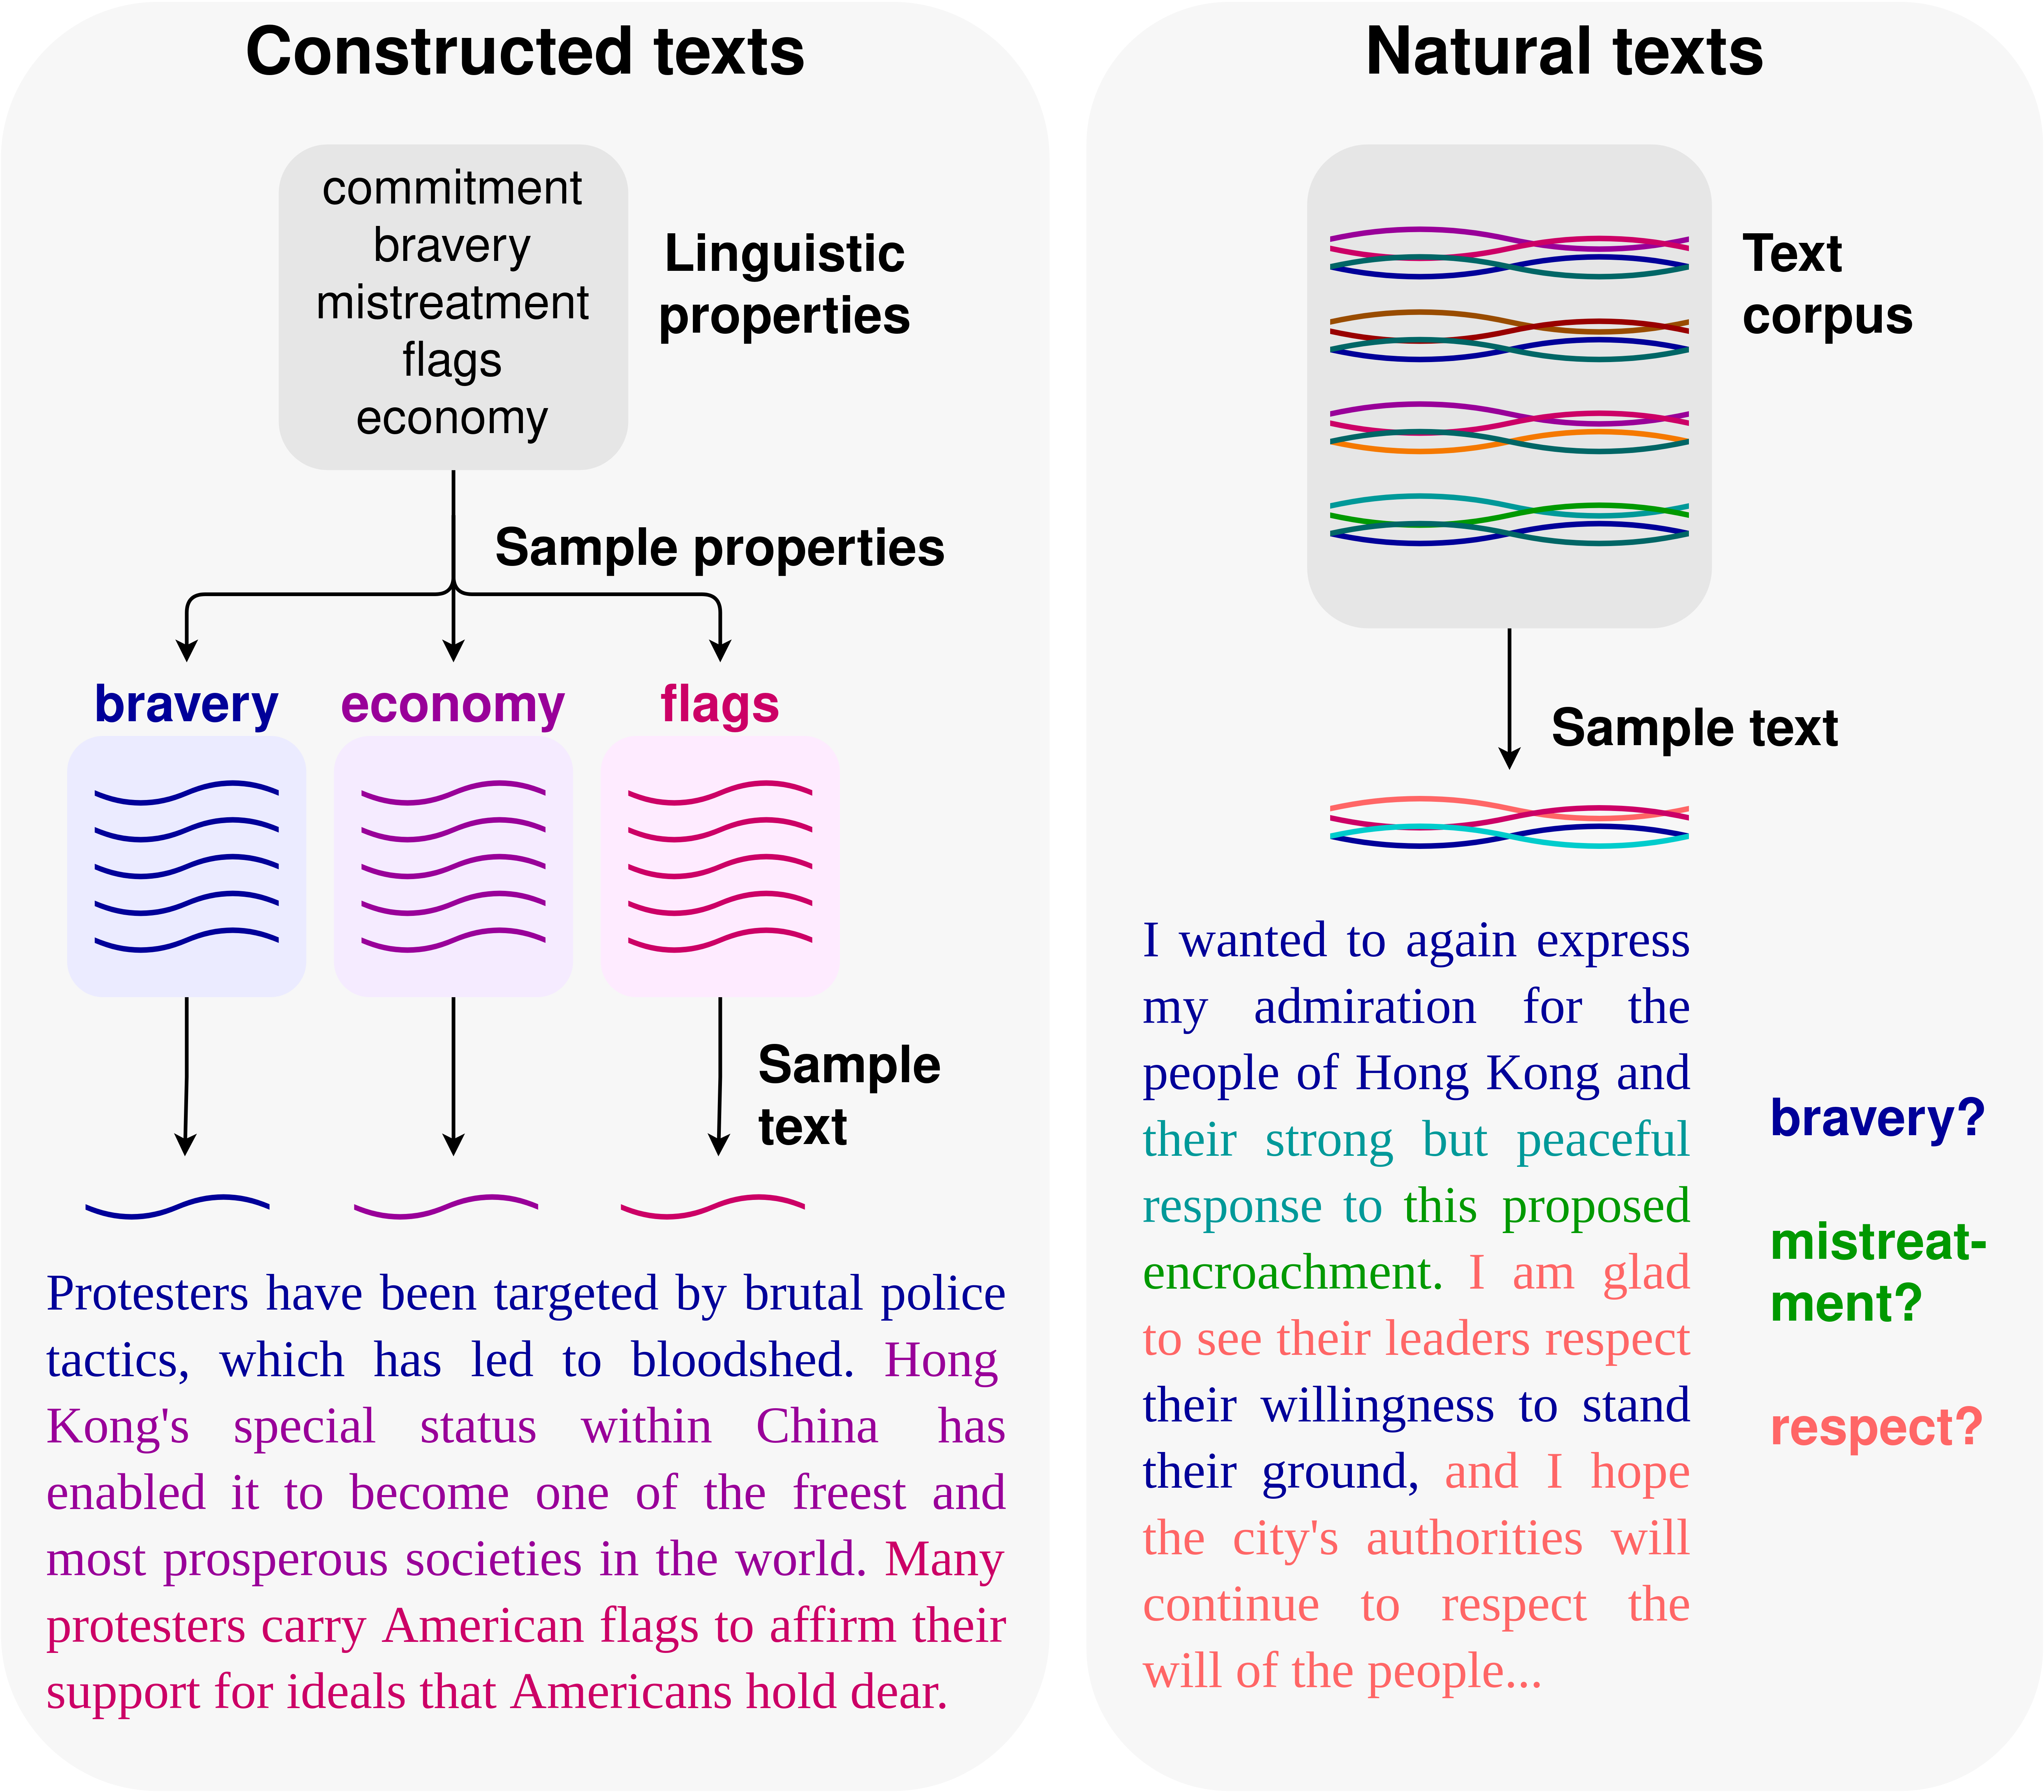 Constructed texts
commitment
bravery
mistreatment
flags
economy
Linguistic
properties
Sample properties
bravery economy flags
Sample
text
Protesters have been targeted by brutal police
tactics, which has led to bloodshed. Hong
Kong's special status within China has
enabled it to become one of the freest and
most prosperous societies in the world. Many
protesters carry American flags to affirm their
support for ideals that Americans hold dear.
Natural texts
Text
corpus
Sample text
I wanted to again express
my admiration for the
people of Hong Kong and
their strong but peaceful
response to this proposed
encroachment. I am glad
to see their leaders respect
their willingness to stand
their ground, and I hope
the city's authorities will
continue to respect the
will of the people...
bravery?
mistreat-
ment?
respect?